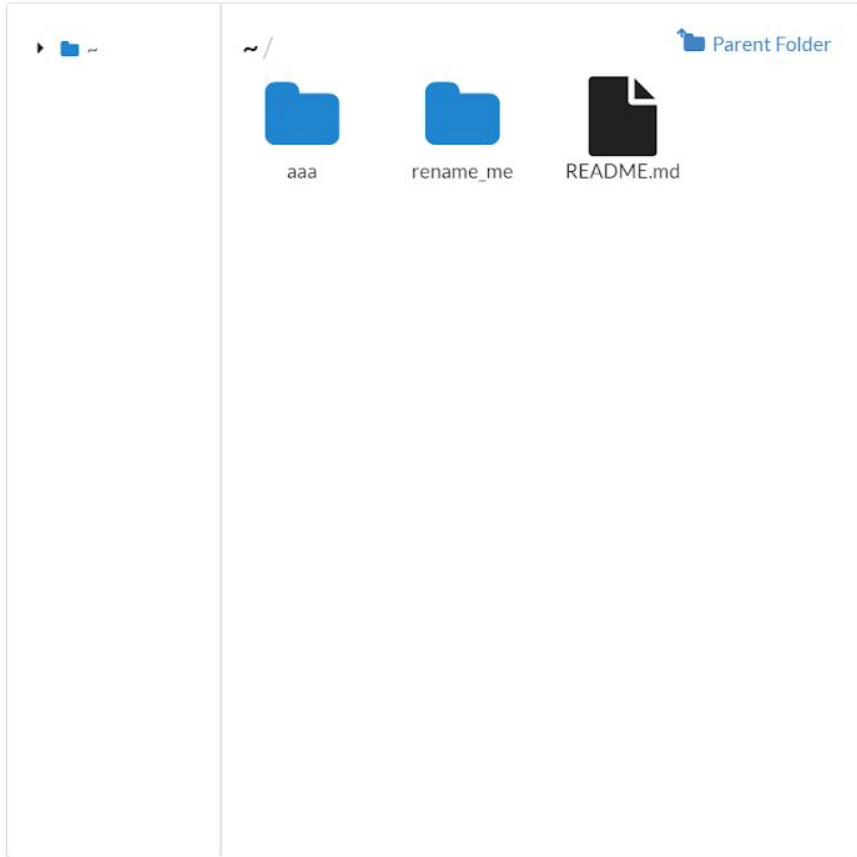 ~
~ /
Parent Folder
aaa
rename_me
README.md